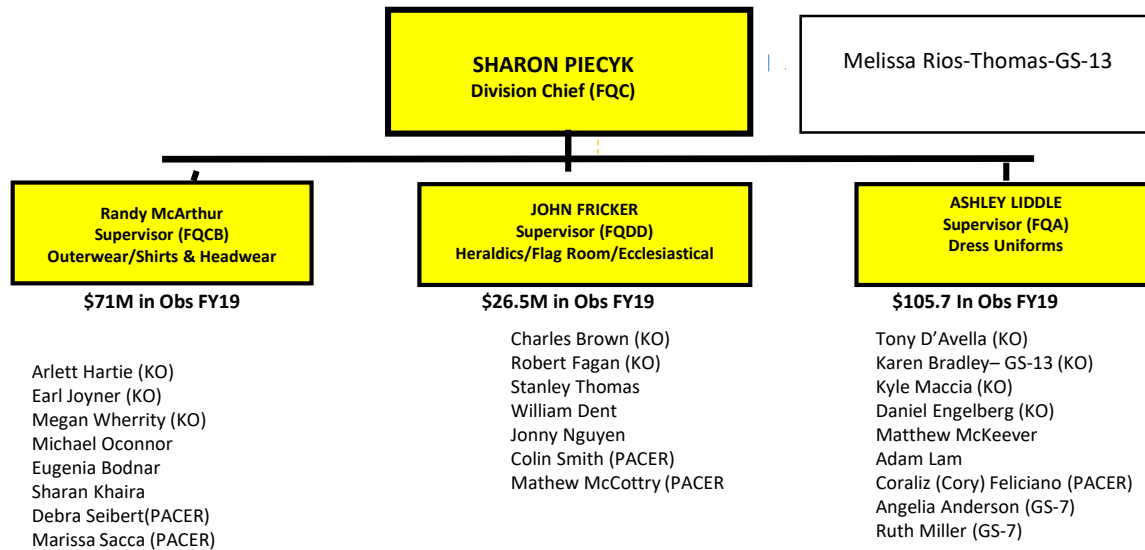 SHARON PIECYK
Division Chief (FQC)
Melissa Rios-Thomas-GS-13
Randy McArthur
Supervisor (FQCB)
Outerwear/Shirts & Headwear
$71M in Obs FY19
Arlett Hartie (KO)
Earl Joyner (KO)
Megan Wherrity (KO)
Michael Oconnor
Eugenia Bodnar
Sharan Khaira
Debra Seibert(PACER)
Marissa Sacca (PACER)
JOHN FRICKER
Supervisor (FQDD)
Heraldics/Flag Room/Ecclesiastical
$26.5M in Obs FY19
Charles Brown (KO)
Robert Fagan (KO)
Stanley Thomas
William Dent
Jonny Nguyen
Colin Smith (PACER)
Mathew McCottry (PACER
ASHLEY LIDDLE
Supervisor (FQA)
Dress Uniforms
$105.7 In Obs FY19
Tony D’Avella (KO)
Karen Bradley– GS-13 (KO)
Kyle Maccia (KO)
Daniel Engelberg (KO)
Matthew McKeever
Adam Lam
Coraliz (Cory) Feliciano (PACER)
Angelia Anderson (GS-7)
Ruth Miller (GS-7)